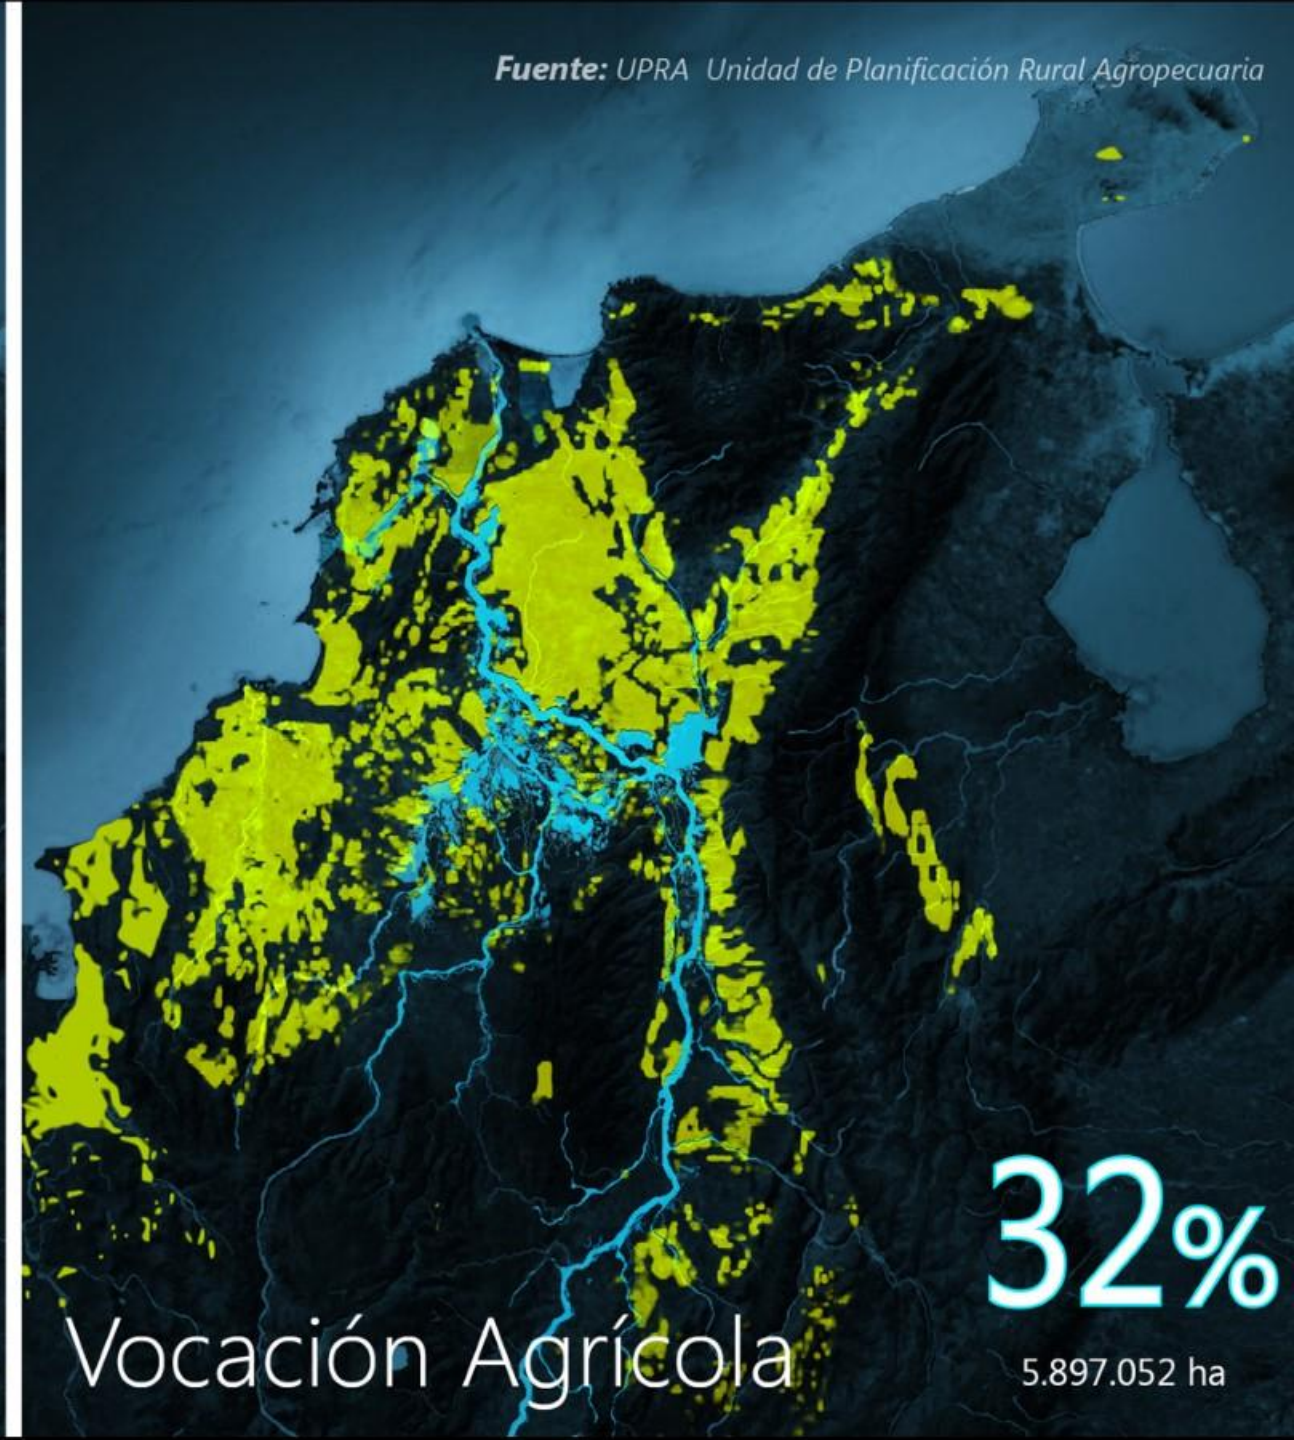 Fuente: UPRA Unidad de Planificación Rural Agropecuaria
32%
Vocación Agrícola
5.897.052 ha